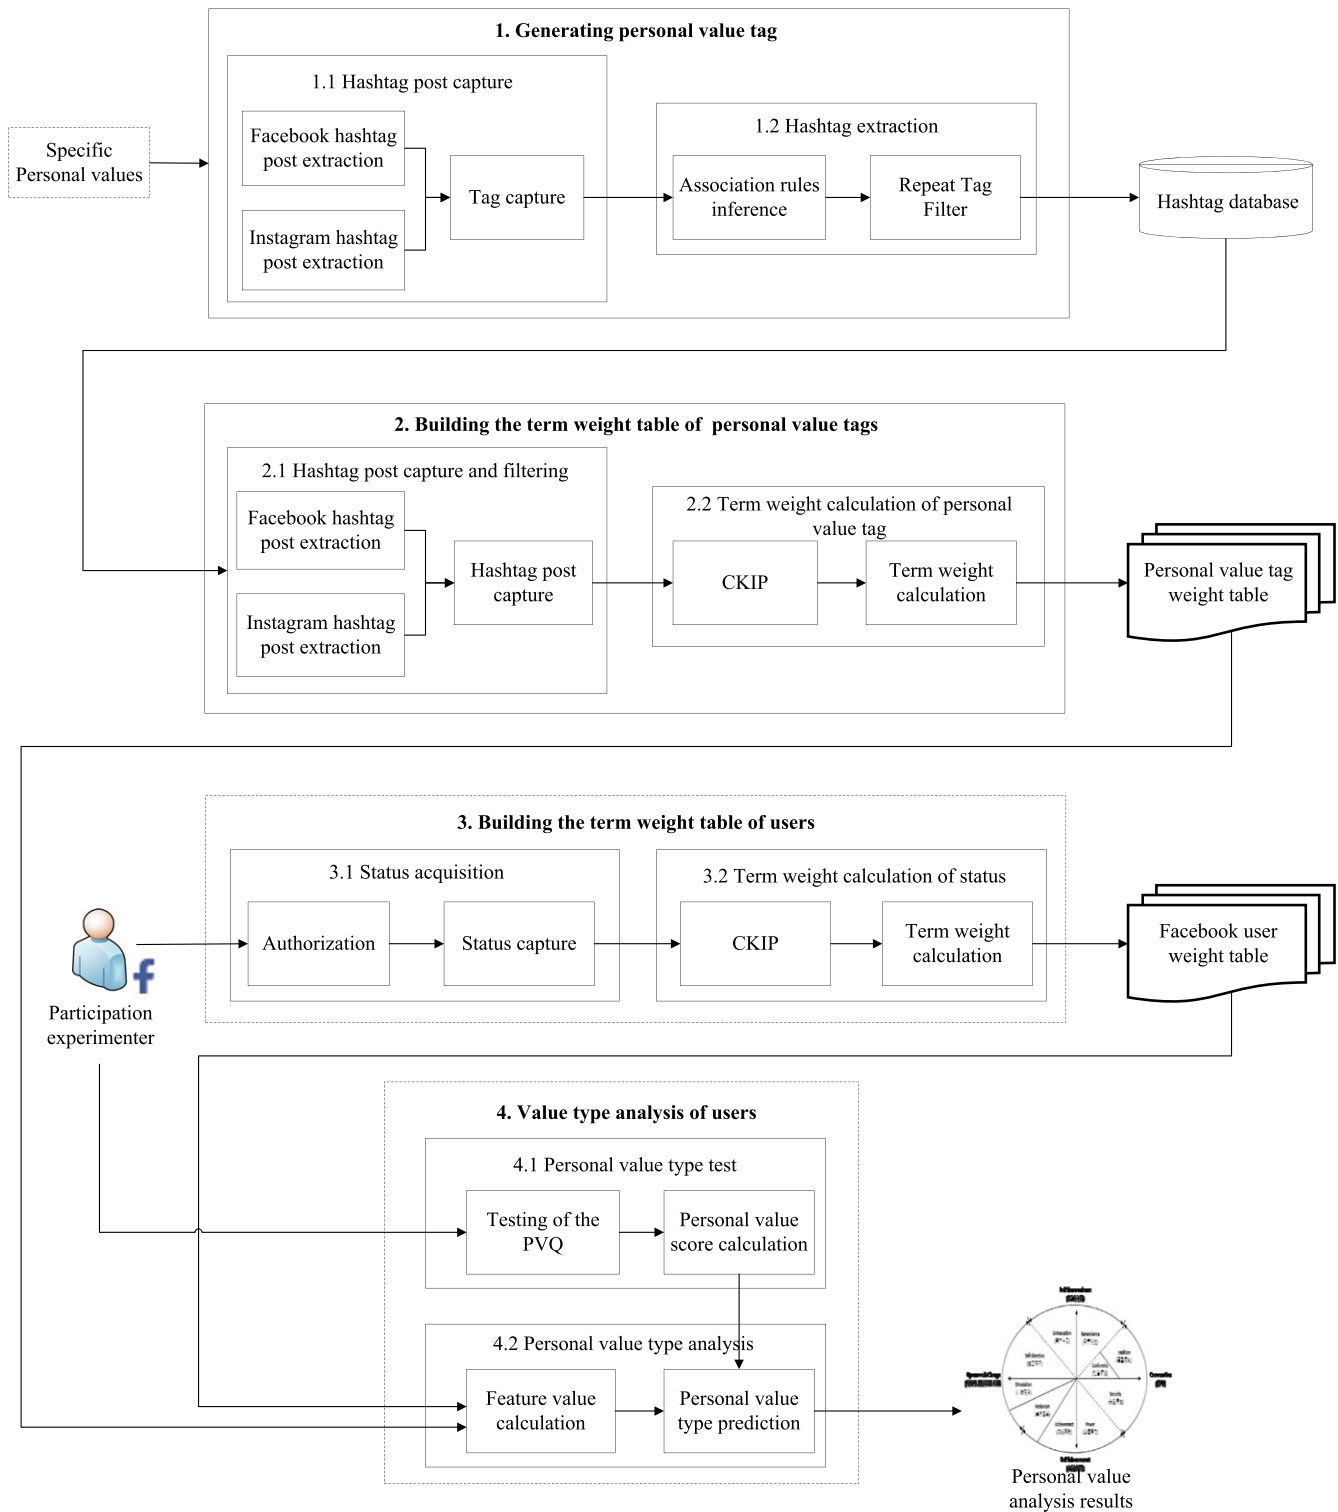 1. Generating personal value tag
1.1 Hashtag post capture
Facebook hashtag
post extraction
Instagram hashtag
post extraction
Tag capture
1.2 Hashtag extraction
Association rules
inference
Repeat Tag
Filter
Specific
Personal values
Hashtag database
2. Building the term weight table of personal value tags
2.1 Hashtag post capture and filtering
Facebook hashtag
post extraction
Instagram hashtag
post extraction
Hashtag post
capture
2.2 Term weight calculation of personal
value tag
CKIP
Term weight
calculation
Personal value tag
weight table
3. Building the term weight table of users
3.1 Status acquisition
Authorization
Status capture
3.2 Term weight calculation of status
CKIP
Term weight
calculation
Facebook user
weight table
f
Participation
experimenter
4. Value type analysis of users
4.1 Personal value type test
Testing of the
PVQ
Personal value
score calculation
4.2 Personal value type analysis
Feature value
calculation
Personal value
type prediction
Security
Power
Achievement
Personal value
analysis results